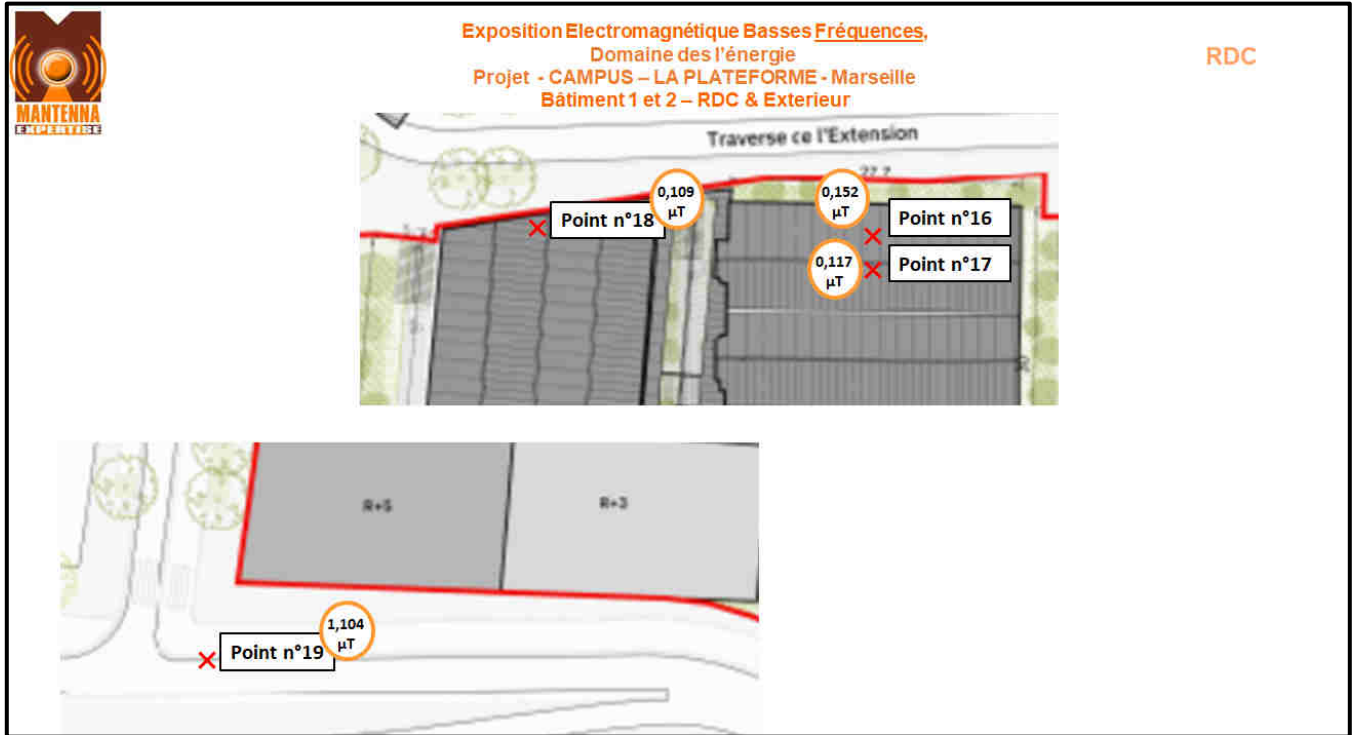 Exposition Electromagnétique Basses Fréquences,
Domaine des l'énergie
Projet - CAMPUS – LA PLATEFORME - Marseille
Bâtiment 1 et 2 – RDC & Exterieur
RDC
MANTENNA
EXPERTISE
Traverse ce l'Extension
0,109
µT
Point n°18
0,152
µT
Point n°16
0,117
µT
Point n°17
R+5
R+3
1,104
µT
Point n°19